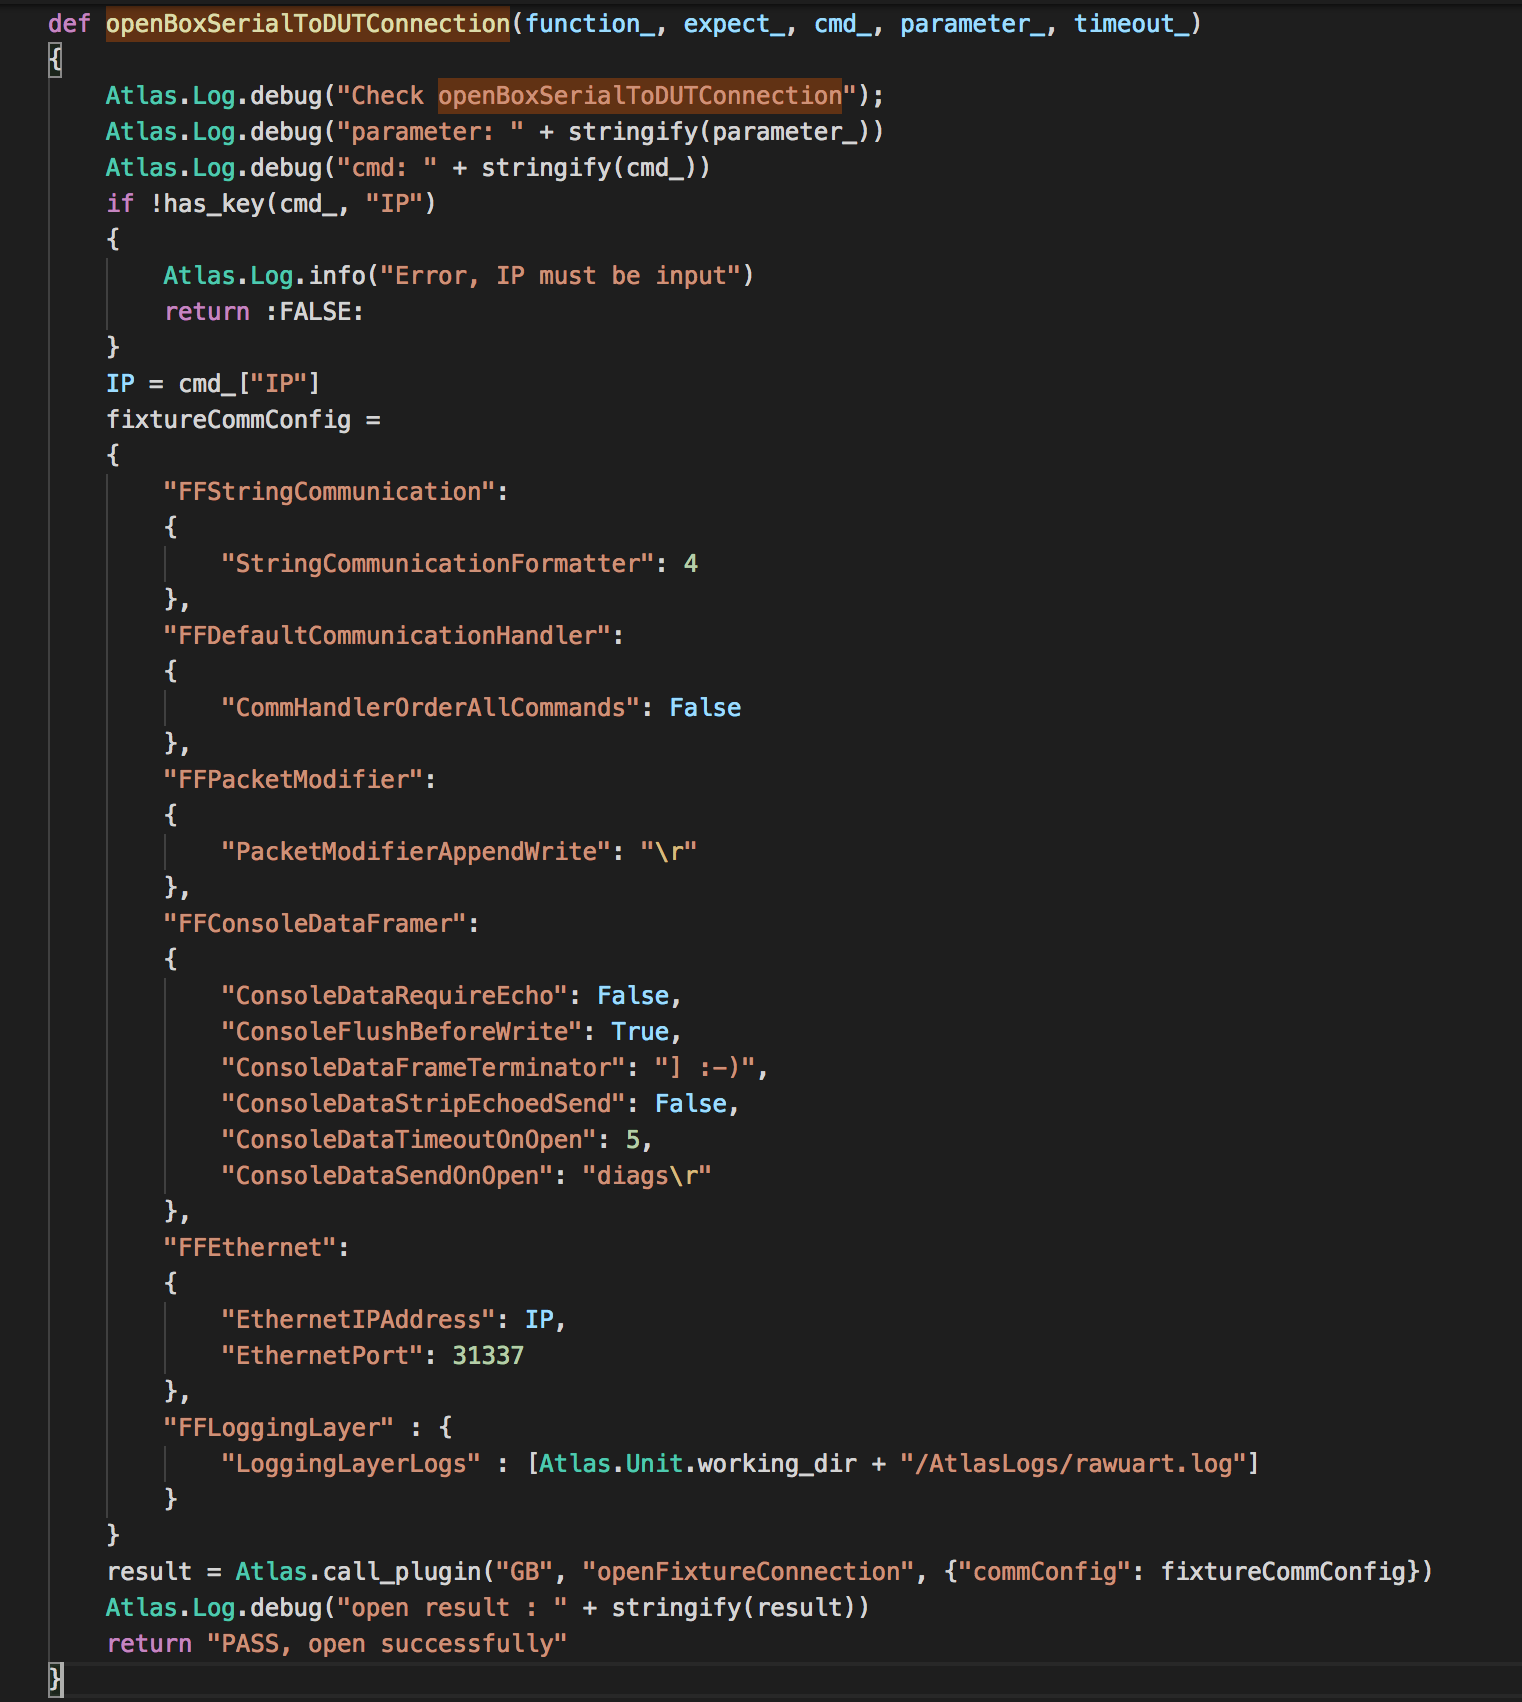 def openBoxSerialToDUTConnection(function_, expect_, cmd_, parameter_, timeout_)
{
    Atlas.Log.debug("Check openBoxSerialToDUTConnection");
    Atlas.Log.debug("parameter: " + stringify(parameter_))
    Atlas.Log.debug("cmd: " + stringify(cmd_))
    if !has_key(cmd_, "IP")
    {
        Atlas.Log.info("Error, IP must be input")
        return :FALSE:
    }
    IP = cmd_["IP"]
    fixtureCommConfig =
    {
        "FFStringCommunication":
        {
            "StringCommunicationFormatter": 4
        },
        "FFDefaultCommunicationHandler":
        {
            "CommHandlerOrderAllCommands": False
        },
        "FFPacketModifier":
        {
            "PacketModifierAppendWrite": "\r"
        },
        "FFConsoleDataFramer":
        {
            "ConsoleDataRequireEcho": False,
            "ConsoleFlushBeforeWrite": True,
            "ConsoleDataFrameTerminator": "] :-)",
            "ConsoleDataStripEchoedSend": False,
            "ConsoleDataTimeoutOnOpen": 5,
            "ConsoleDataSendOnOpen": "diags\r"
        },
        "FFEthernet":
        {
            "EthernetIPAddress": IP,
            "EthernetPort": 31337
        },
        "FFLoggingLayer" : {
            "LoggingLayerLogs" : [Atlas.Unit.working_dir + "/AtlasLogs/rawuart.log"]
        }
    }
    result = Atlas.call_plugin("GB", "openFixtureConnection", {"commConfig": fixtureCommConfig})
    Atlas.Log.debug("open result : " + stringify(result))
    return "PASS, open successfully"
}